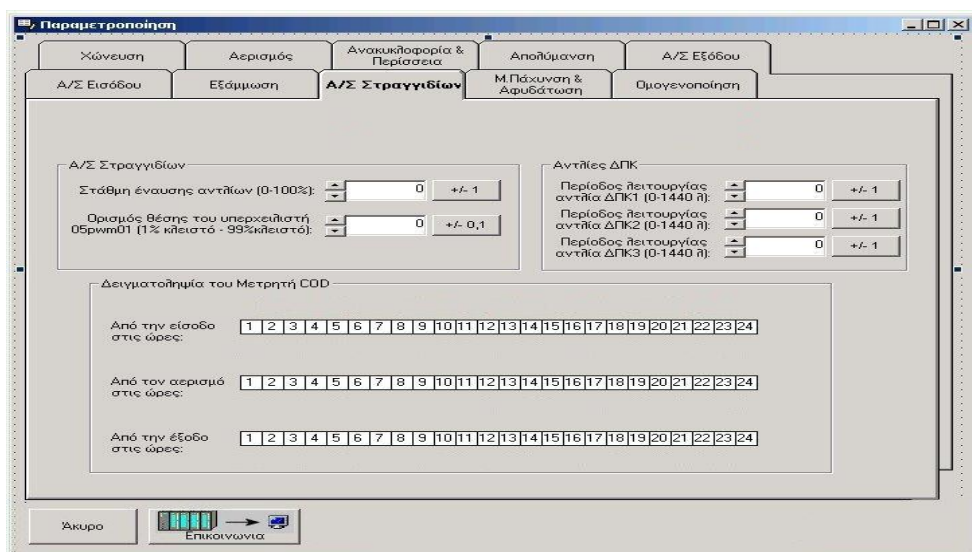 Παραμετροποίηση
Χώνευση
Αερισμός
Ανακυκλοφορία &
Περίσσεια
Απολύμανση
Α/Σ Εξόδου
Α/Σ Εισόδου
Εξάμμωση
Α/Σ Στραγγιδίων
Μ.Πάχυνση &
Αφυδάτωση
Ομογενοποίηση
Α/Σ Στραγγιδίων
Στάθμη έναυσης αντλίων (0-100%): 0 +/- 1
Ορισμός θέσης του υπερχειλιστή
05pwm01 (1% κλειστό - 99%κλειστό): 0 +/- 0,1
Αντλίες ΔΠΚ
Περίοδος λειτουργίας
αντλία ΔΠΚ1 (0-1440 λ): 0 +/- 1
Περίοδος λειτουργίας
αντλία ΔΠΚ2 (0-1440 λ): 0 +/- 1
Περίοδος λειτουργίας
αντλία ΔΠΚ3 (0-1440 λ): 0 +/- 1
Δειγματοληψία του Μετρητή COD
Από την είσοδο
στις ώρες:
1 2 3 4 5 6 7 8 9 10 11 12 13 14 15 16 17 18 19 20 21 22 23 24
Από τον αερισμό
στις ώρες:
1 2 3 4 5 6 7 8 9 10 11 12 13 14 15 16 17 18 19 20 21 22 23 24
Από την έξοδο
στις ώρες:
1 2 3 4 5 6 7 8 9 10 11 12 13 14 15 16 17 18 19 20 21 22 23 24
Άκυρο
Επικοινωνία